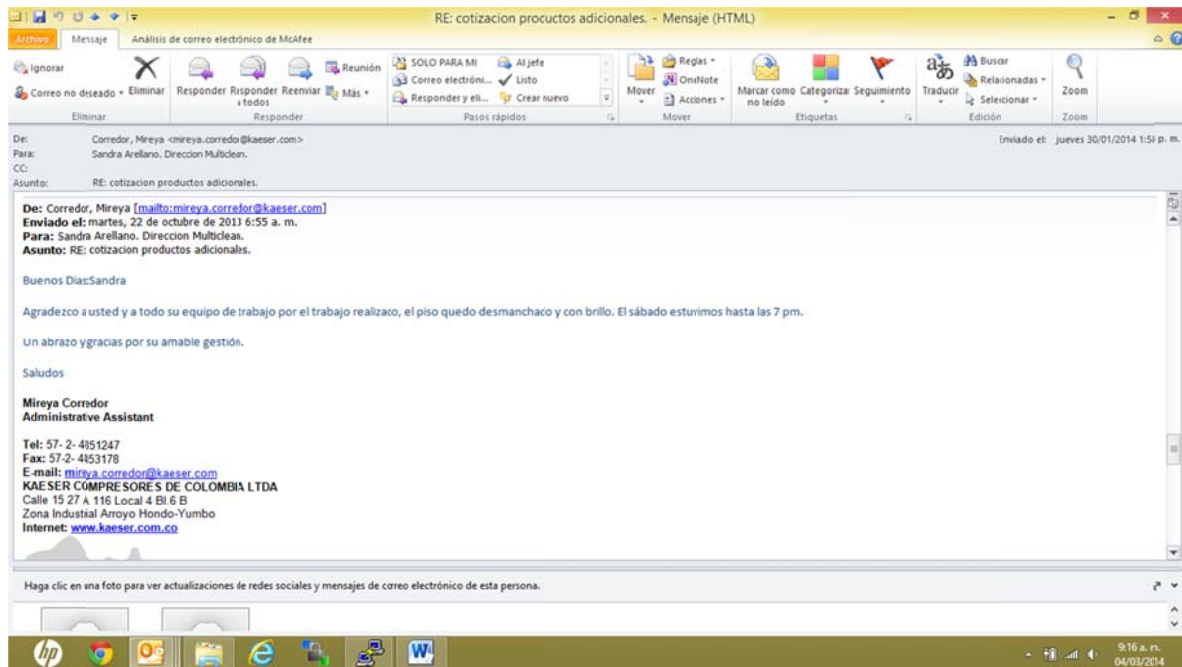 RE: cotizacion procuctos adicionales. - Mensaje (HTML)
Archivo Mensaje Análisis de correo electrónico de McAfee
Ignorar
Correo no deseado Eliminar
Responder Responder a todos Reenviar Reunión Más
SOLO PARA MI Al jefe
Correo electróni... Listo
Responder y eli... Crear nuevo
Mover Reglas OneNote Acciones
Marcar como no leído Categorizar Seguimiento
Traducir Buscar Relacionadas Seleccionar
Zoom
Eliminar Responder Pasos rápidos Mover Etiquetas Edición Zoom
De: Corredor, Mireya <mireya.corredor@kaeser.com> Enviado el: jueves 30/01/2014 1:5 p. m.
Para: Sandra Arellano. Direccion Multiclean.
CC:
Asunto: RE: cotizacion productos adicionales.
De: Corredor, Mireya [mailto:mireya.corredor@kaeser.com]
Enviado el: martes, 22 de octubre de 2013 6:55 a. m.
Para: Sandra Arellano. Direccion Multiclean.
Asunto: RE: cotizacion productos adicionales.
Buenos Dias:Sandra
Agradezco a usted y a todo su equipo de trabajo por el trabajo realizaco, el piso quedo desmanchaco y con brillo. El sábado estuvimos hasta las 7 pm.
Un abrazo y gracias por su amable gestión.
Saludos
Mireya Corredor
Administrative Assistant
Tel: 57- 2- 4851247
Fax: 57-2- 4853178
E-mail: mireya.corredor@kaeser.com
KAESER COMPRESORES DE COLOMBIA LTDA
Calle 15 27 A 116 Local 4 Bl.6 B
Zona Industrial Arroyo Hondo-Yumbo
Internet: www.kaeser.com.co
Haga clic en una foto para ver actualizaciones de redes sociales y mensajes de correo electrónico de esta persona.
hp
9:16 a. m.
04/03/2014